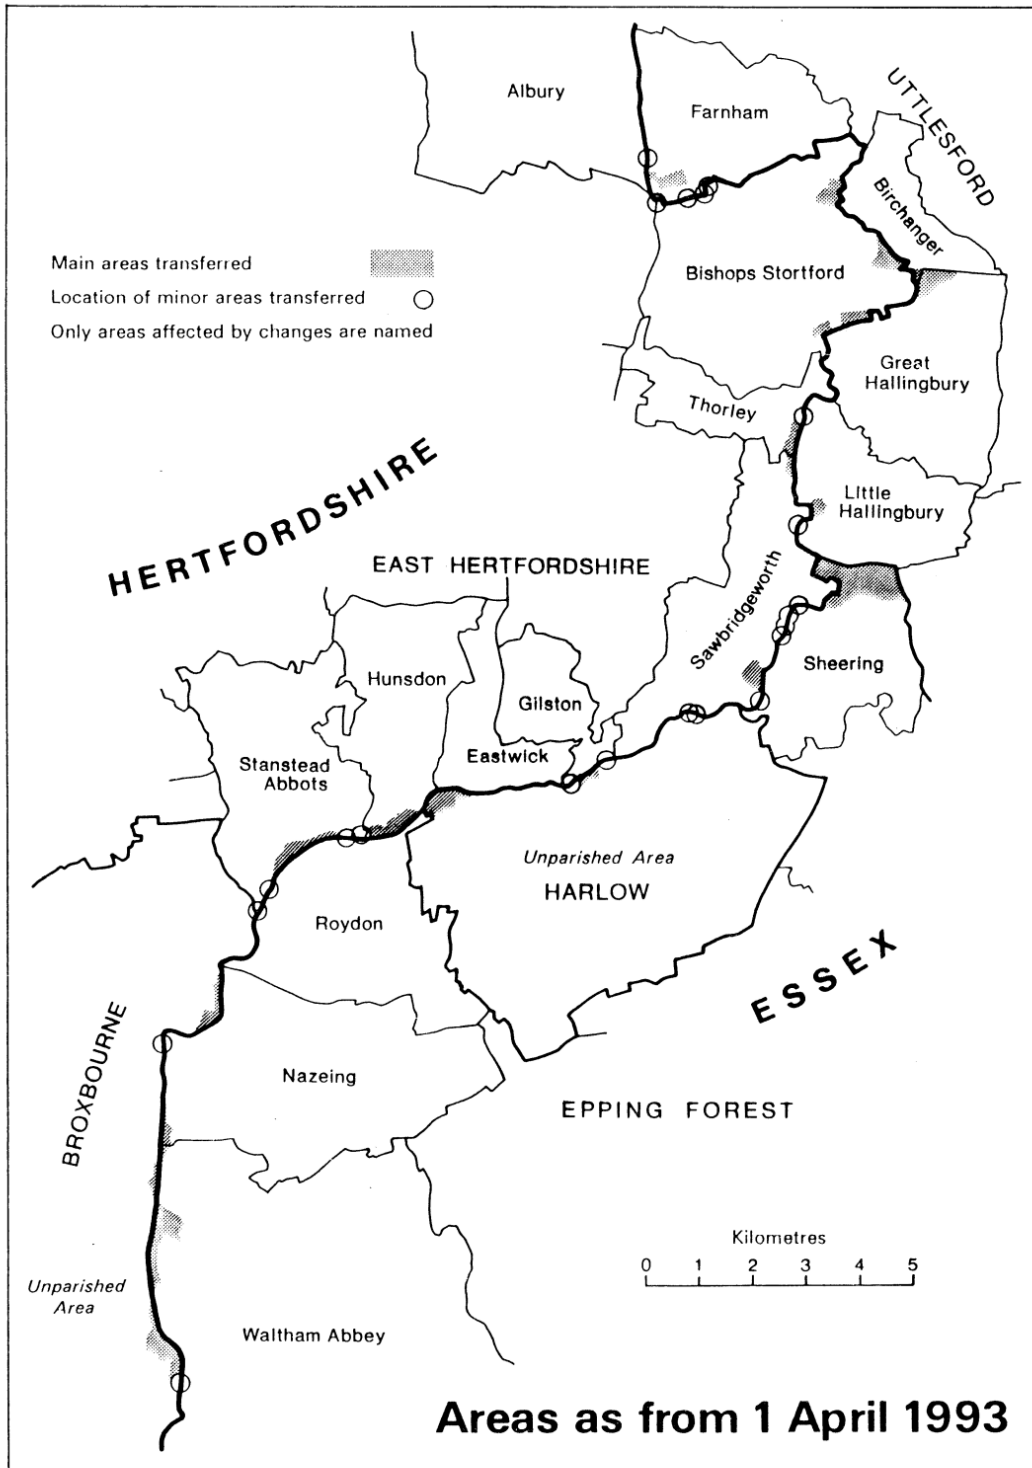 Albury
Farnham
UTTLESFORD
Birchanger
Main areas transferred
Location of minor areas transferred
Only areas affected by changes are named
Bishops Stortford
Great
Hallingbury
Thorley
HERTFORDSHIRE
Little
Hallingbury
EAST HERTFORDSHIRE
Sawbridgeworth
Sheering
Hunsdon
Gilston
Eastwick
Stanstead
Abbots
Unparished Area
HARLOW
Roydon
ESSEX
BROXBOURNE
Nazeing
EPPING FOREST
Kilometres
0 1 2 3 4 5
Unparished
Area
Waltham Abbey
Areas as from 1 April 1993